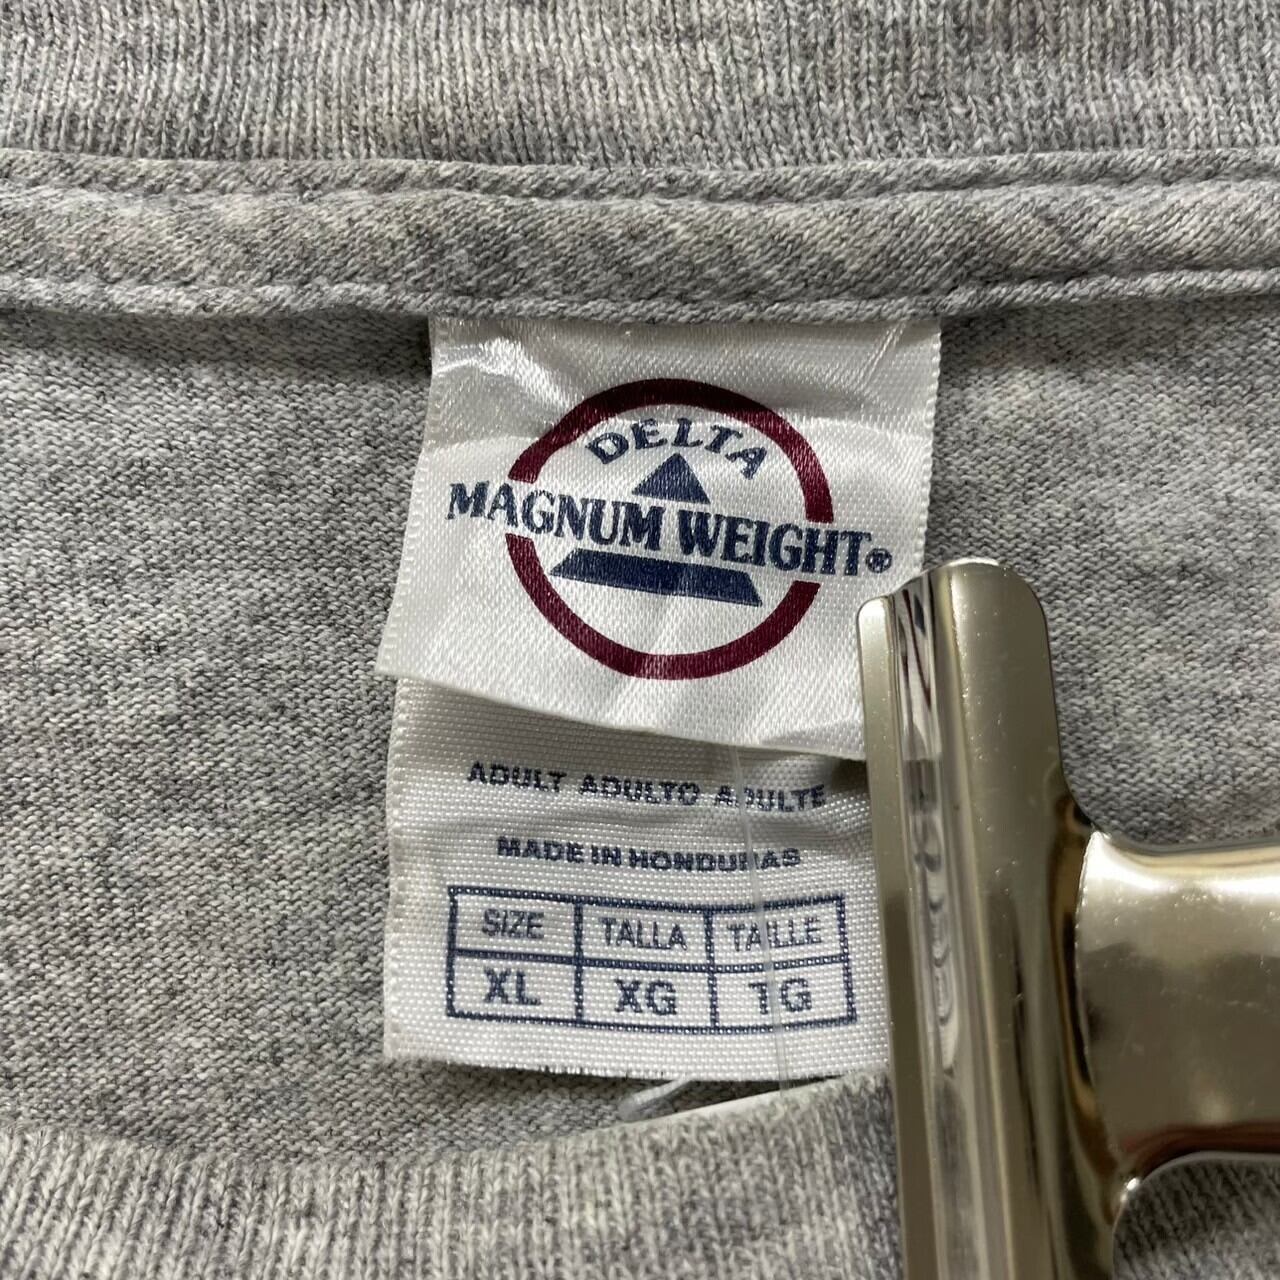 DELTA
MAGNUM WEIGHT®
ADULT ADULTO ADULTE
MADE IN HONDURAS
SIZE TALLA TAILLE
XL XG TG